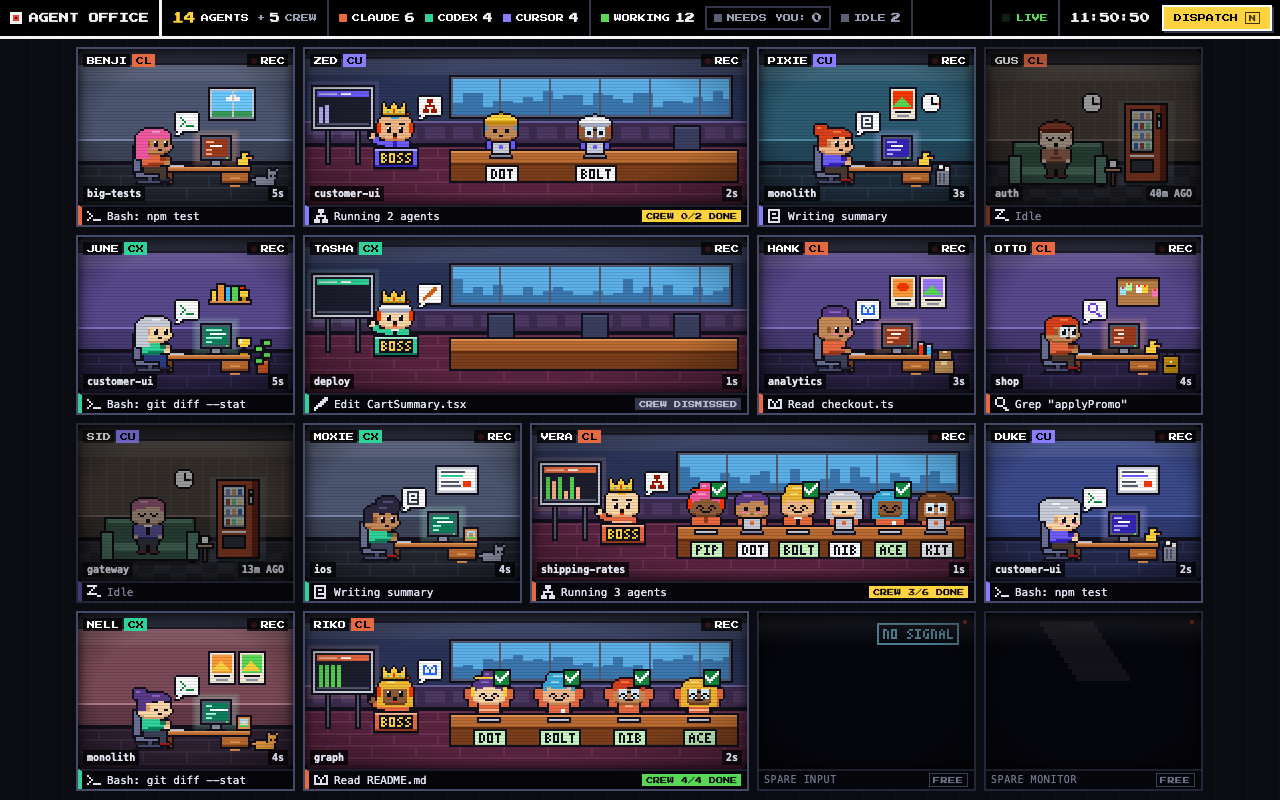 AGENT OFFICE
14 AGENTS + 5 CREW
CLAUDE 6 CODEX 4 CURSOR 4
WORKING 12 NEEDS YOU: 0 IDLE 2
LIVE 11:50:50 DISPATCH N
BENJI CL REC
big-tests 5s
Bash: npm test
ZED CU REC
BOSS DOT BOLT
customer-ui 2s
Running 2 agents CREW 0/2 DONE
PIXIE CU REC
monolith 3s
Writing summary
GUS CL
auth 40m AGO
Idle
JUNE CX REC
customer-ui 5s
Bash: git diff --stat
TASHA CX REC
BOSS
deploy 1s
Edit CartSummary.tsx CREW DISMISSED
HANK CL REC
analytics 3s
Read checkout.ts
OTTO CL REC
shop 4s
Grep "applyPromo"
SID CU
gateway 13m AGO
Idle
MOXIE CX REC
ios 4s
Writing summary
VERA CL REC
BOSS PIP DOT BOLT NIB ACE KIT
shipping-rates 1s
Running 3 agents CREW 3/6 DONE
DUKE CU REC
customer-ui 2s
Bash: npm test
NELL CX REC
monolith 4s
Bash: git diff --stat
RIKO CL REC
BOSS DOT BOLT NIB ACE
graph 2s
Read README.md CREW 4/4 DONE
NO SIGNAL
SPARE INPUT FREE
SPARE MONITOR FREE